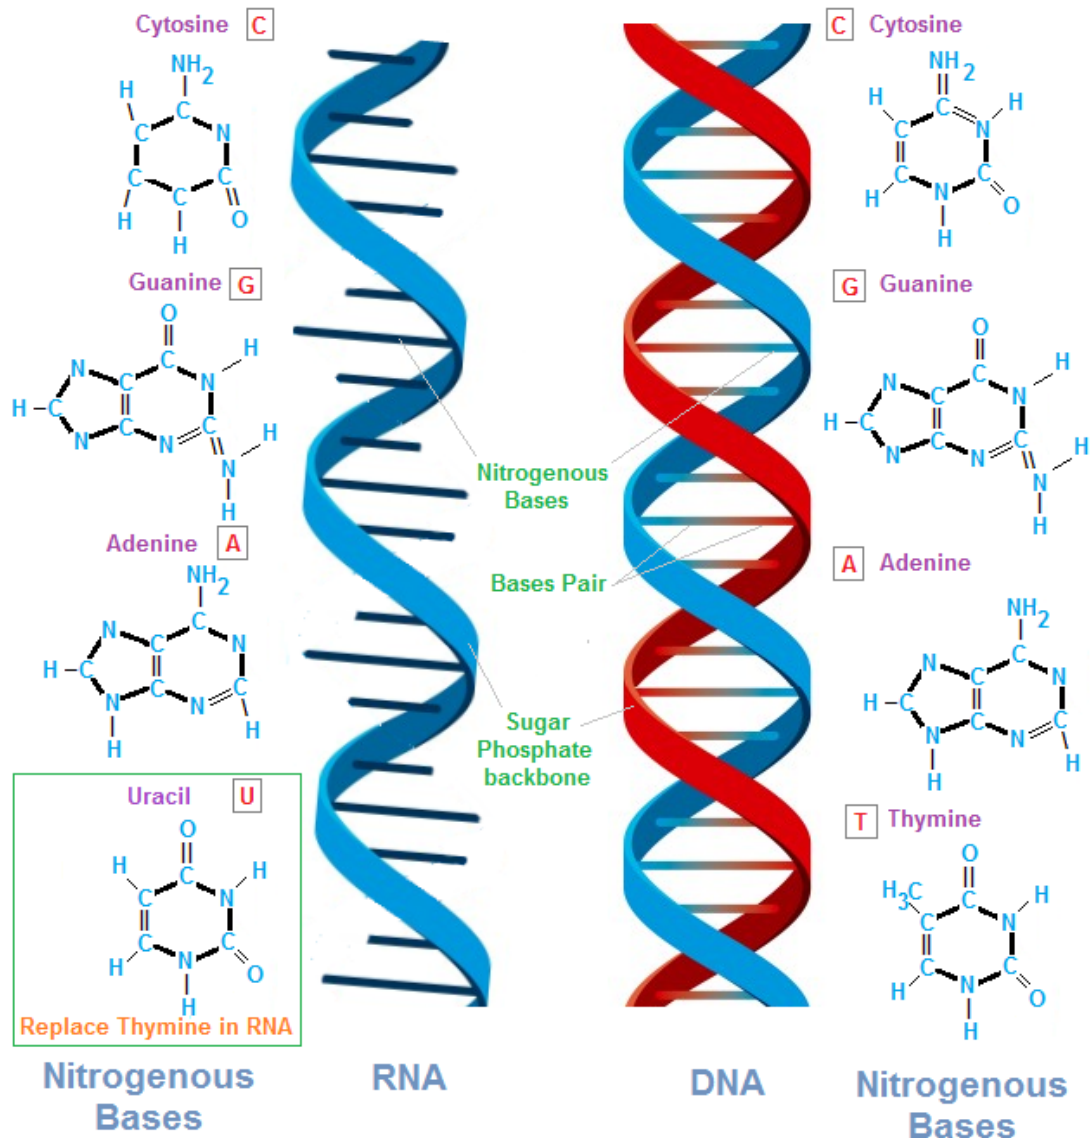 Cytosine C
NH2
H
C
C N
C C
C
H O
H
Guanine G
O
H
C
N N
C
H C
C C
N N H
N
H
Adenine A
NH2
C
N N
C
H C
C C
N N
H H
Uracil U
O
H C H
C N
C C
H N O
H
Replace Thymine in RNA
Nitrogenous
Bases
RNA
Nitrogenous
Bases
Bases Pair
Sugar
Phosphate
backbone
DNA
C Cytosine
NH2
H C H
C N
C C
H N O
H
G Guanine
O
H
C
N N
C
H C
C C
N N H
N
H
A Adenine
NH2
C
N N
C
H C
C C
N N
H H
T Thymine
O
H3C C H
C N
C C
H N O
H
Nitrogenous
Bases